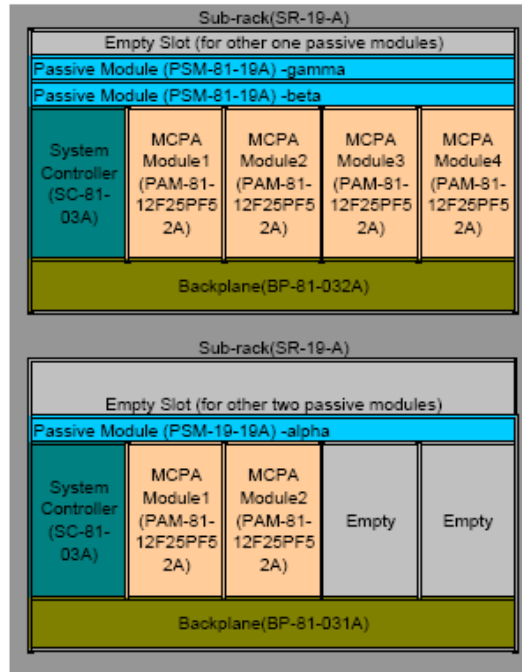 Sub-rack(SR-19-A)
Empty Slot (for other one passive modules)
Passive Module (PSM-81-19A) -gamma
Passive Module (PSM-81-19A) -beta
System
Controller
(SC-81-
03A)
MCPA
Module1
(PAM-81-
12F25PF5
2A)
MCPA
Module2
(PAM-81-
12F25PF5
2A)
MCPA
Module3
(PAM-81-
12F25PF5
2A)
MCPA
Module4
(PAM-81-
12F25PF5
2A)
Backplane(BP-81-032A)
Sub-rack(SR-19-A)
Empty Slot (for other two passive modules)
Passive Module (PSM-19-19A) -alpha
System
Controller
(SC-81-
03A)
MCPA
Module1
(PAM-81-
12F25PF5
2A)
MCPA
Module2
(PAM-81-
12F25PF5
2A)
Empty
Empty
Backplane(BP-81-031A)